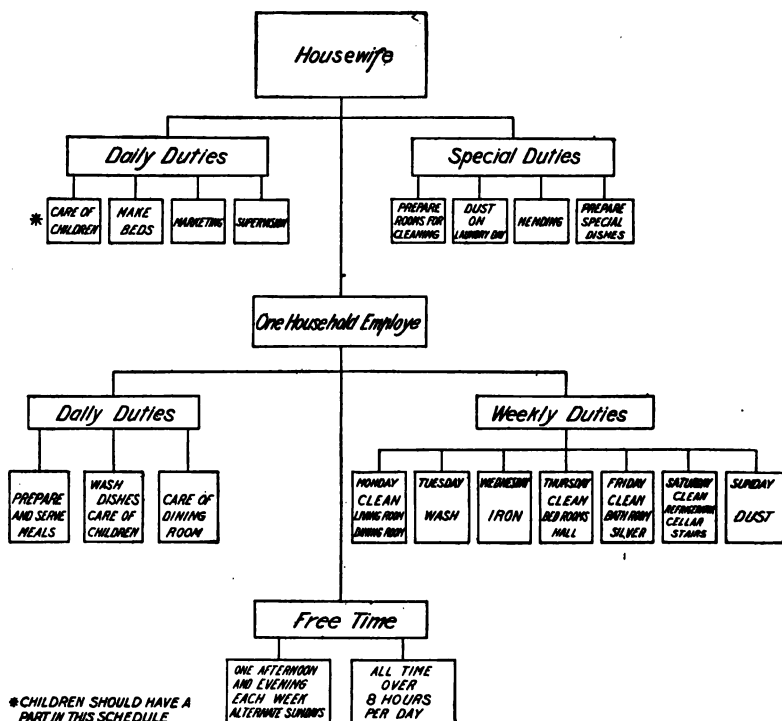 Housewife
Daily Duties
Special Duties
* CARE OF
CHILDREN
MAKE
BEDS
MARKETING
SUPERVISION
PREPARE
ROOMS FOR
CLEANING
DUST
ON
LAUNDRY DAY
MENDING
PREPARE
SPECIAL
DISHES
One Household Employe
Daily Duties
Weekly Duties
PREPARE
AND SERVE
MEALS
WASH
DISHES
CARE OF
CHILDREN
CARE OF
DINING
ROOM
MONDAY
CLEAN
LIVING ROOM
DINING ROOM
TUESDAY
WASH
WEDNESDAY
IRON
THURSDAY
CLEAN
BED ROOMS
HALL
FRIDAY
CLEAN
BATH ROOM
SILVER
SATURDAY
CLEAN
REFRIGERATOR
CELLAR
STAIRS
SUNDAY
DUST
Free Time
ONE AFTERNOON
AND EVENING
EACH WEEK
ALTERNATE SUNDAYS
ALL TIME
OVER
8 HOURS
PER DAY
* CHILDREN SHOULD HAVE A
PART IN THIS SCHEDULE